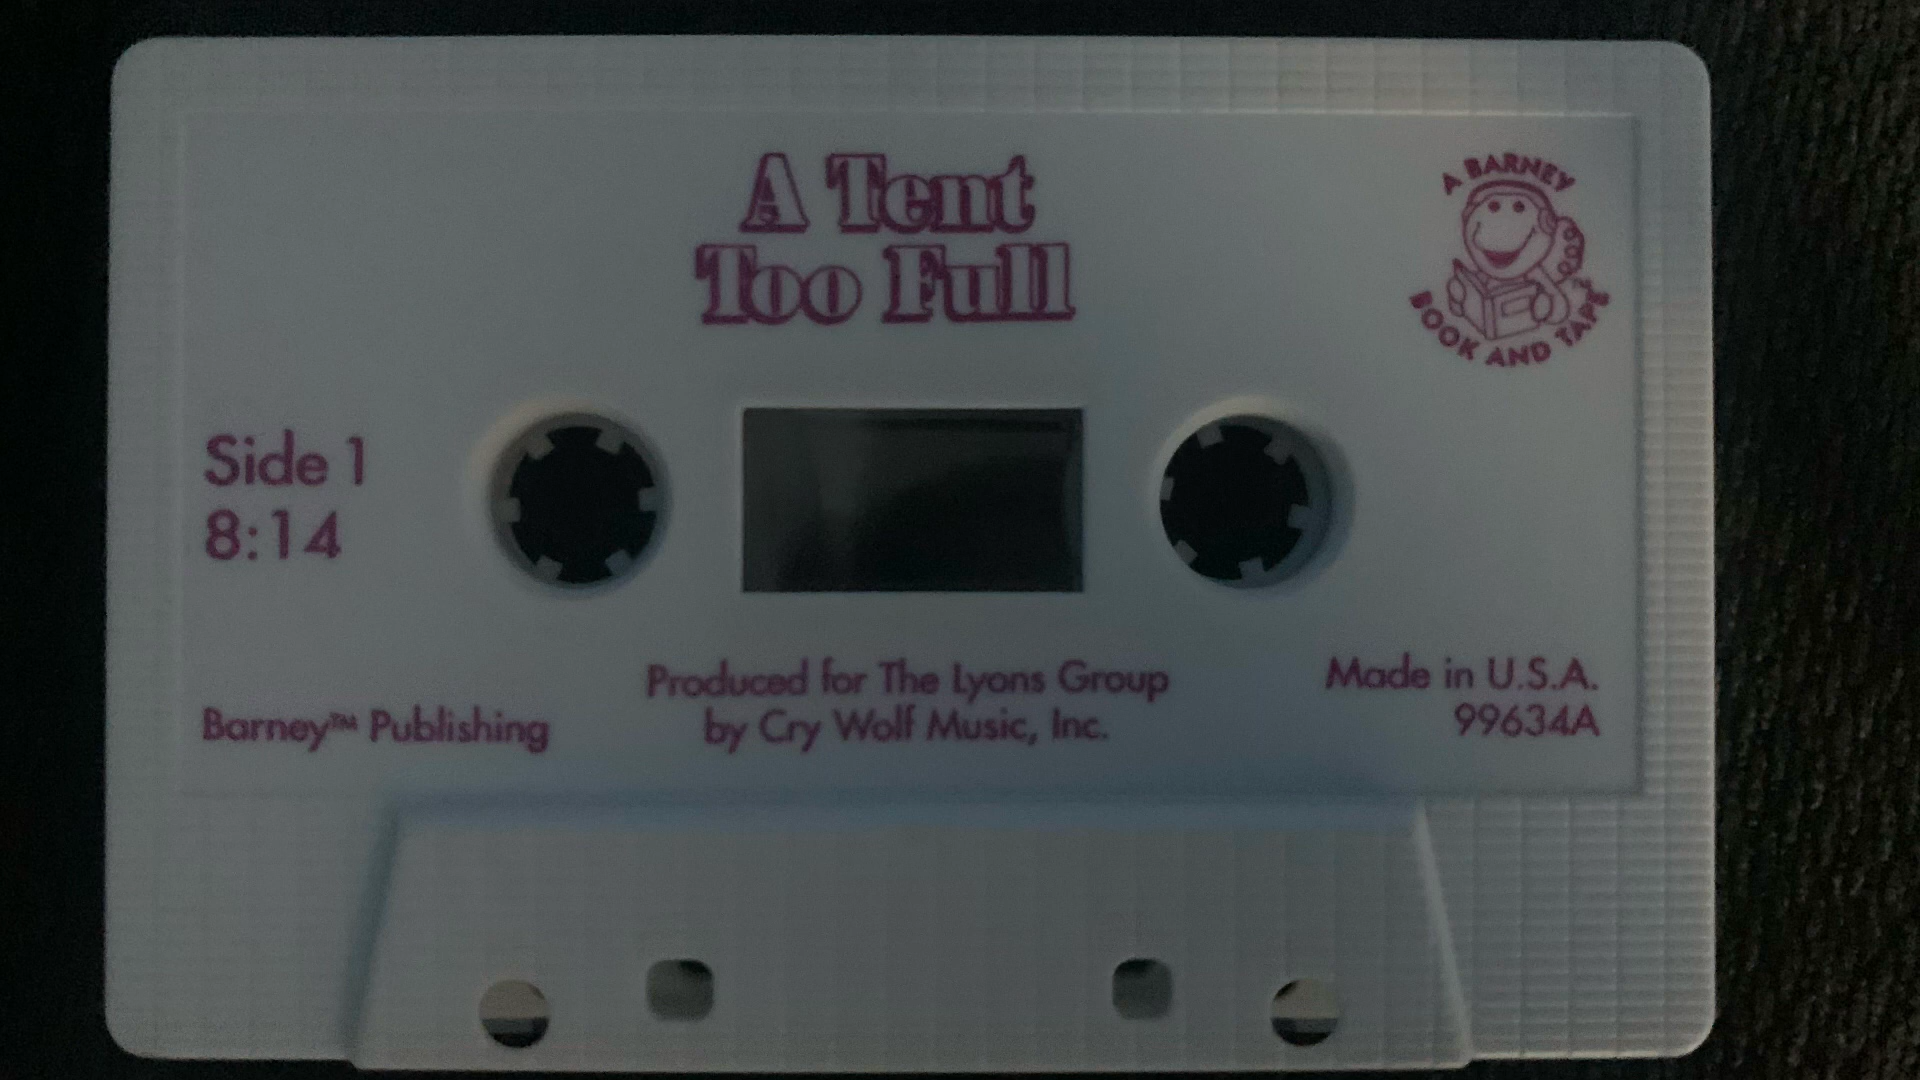 A Tent
Too Full
A BARNEY
BOOK AND TAPE
Side 1
8:14
Barney™ Publishing
Produced for The Lyons Group
by Cry Wolf Music, Inc.
Made in U.S.A.
99634A